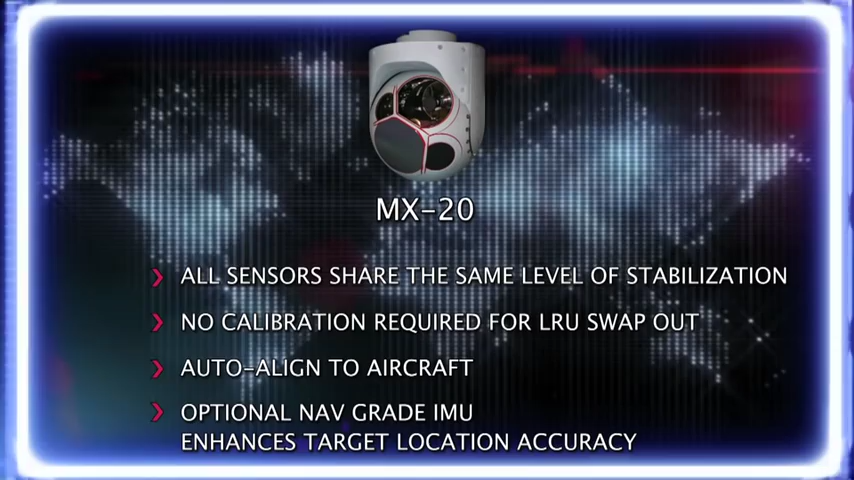 MX-20
ALL SENSORS SHARE THE SAME LEVEL OF STABILIZATION
NO CALIBRATION REQUIRED FOR LRU SWAP OUT
AUTO-ALIGN TO AIRCRAFT
OPTIONAL NAV GRADE IMU
ENHANCES TARGET LOCATION ACCURACY